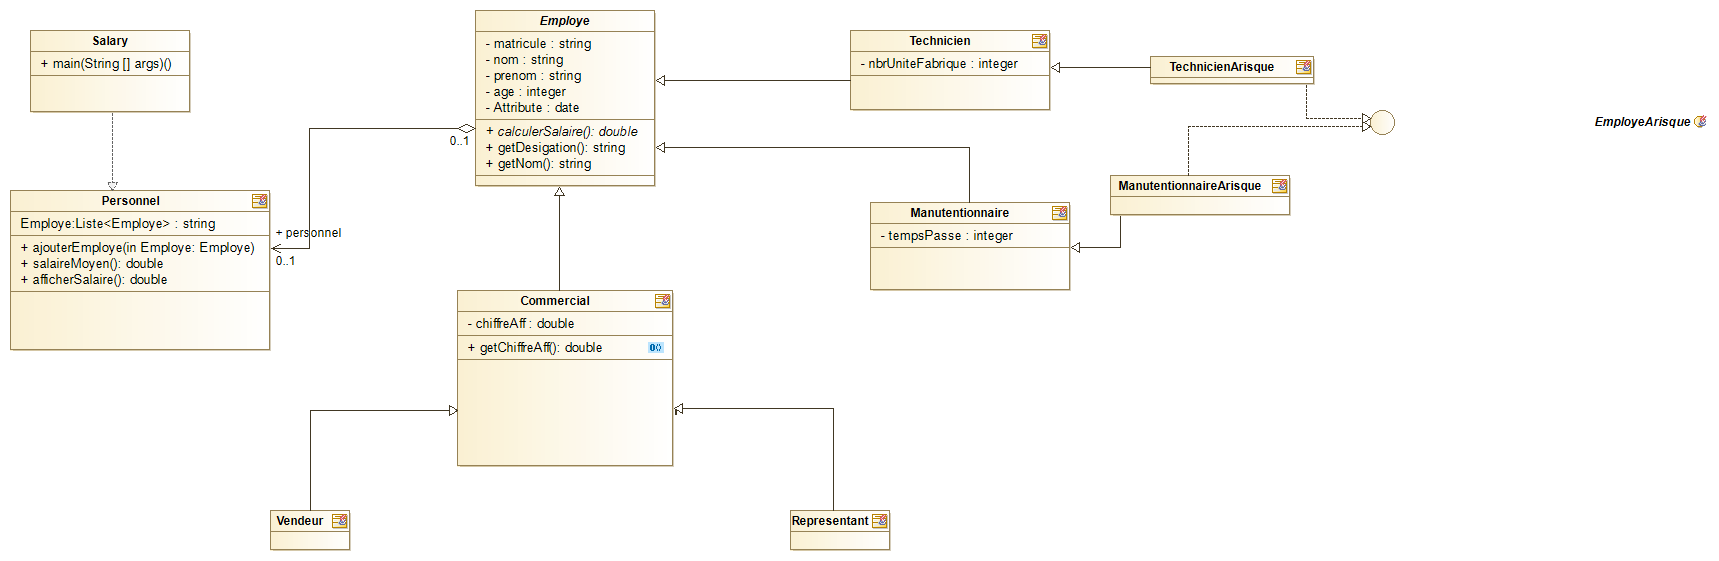 Salary
+ main(String [] args)()
Employe
- matricule : string
- nom : string
- prenom : string
- age : integer
- Attribute : date
+ calculerSalaire(): double
+ getDesigation(): string
+ getNom(): string
Technicien
- nbrUniteFabrique : integer
TechnicienArisque
EmployeArisque
0..1
Personnel
Employe:Liste<Employe> : string
+ ajouterEmploye(in Employe: Employe)
+ salaireMoyen(): double
+ afficherSalaire(): double
+ personnel
0..1
ManutentionnaireArisque
Manutentionnaire
- tempsPasse : integer
Commercial
- chiffreAff : double
+ getChiffreAff(): double
Vendeur
Representant